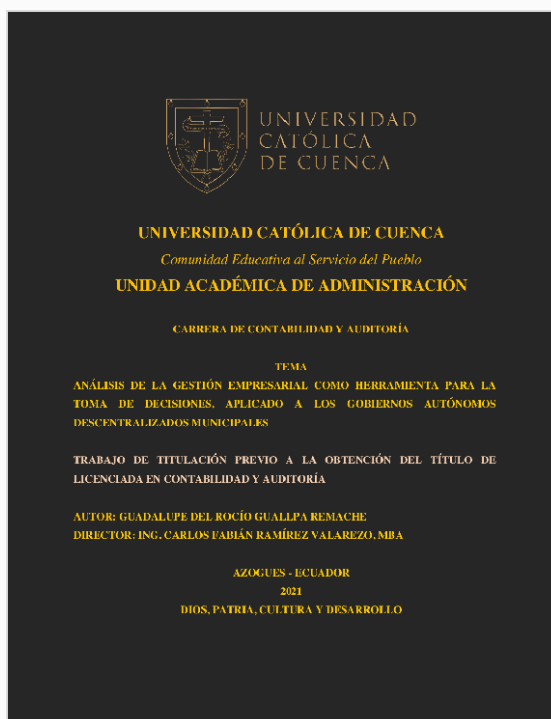 UNIVERSIDAD
CATÓLICA
DE CUENCA
UNIVERSIDAD CATÓLICA DE CUENCA
Comunidad Educativa al Servicio del Pueblo
UNIDAD ACADÉMICA DE ADMINISTRACIÓN
CARRERA DE CONTABILIDAD Y AUDITORÍA
TEMA
ANÁLISIS DE LA GESTIÓN EMPRESARIAL COMO HERRAMIENTA PARA LA
TOMA DE DECISIONES, APLICADO A LOS GOBIERNOS AUTÓNOMOS
DESCENTRALIZADOS MUNICIPALES
TRABAJO DE TITULACIÓN PREVIO A LA OBTENCIÓN DEL TÍTULO DE
LICENCIADA EN CONTABILIDAD Y AUDITORÍA
AUTOR: GUADALUPE DEL ROCÍO GUALLPA REMACHE
DIRECTOR: ING. CARLOS FABIÁN RAMÍREZ VALAREZO. MBA
AZOGUES - ECUADOR
2021
DIOS, PATRIA, CULTURA Y DESARROLLO